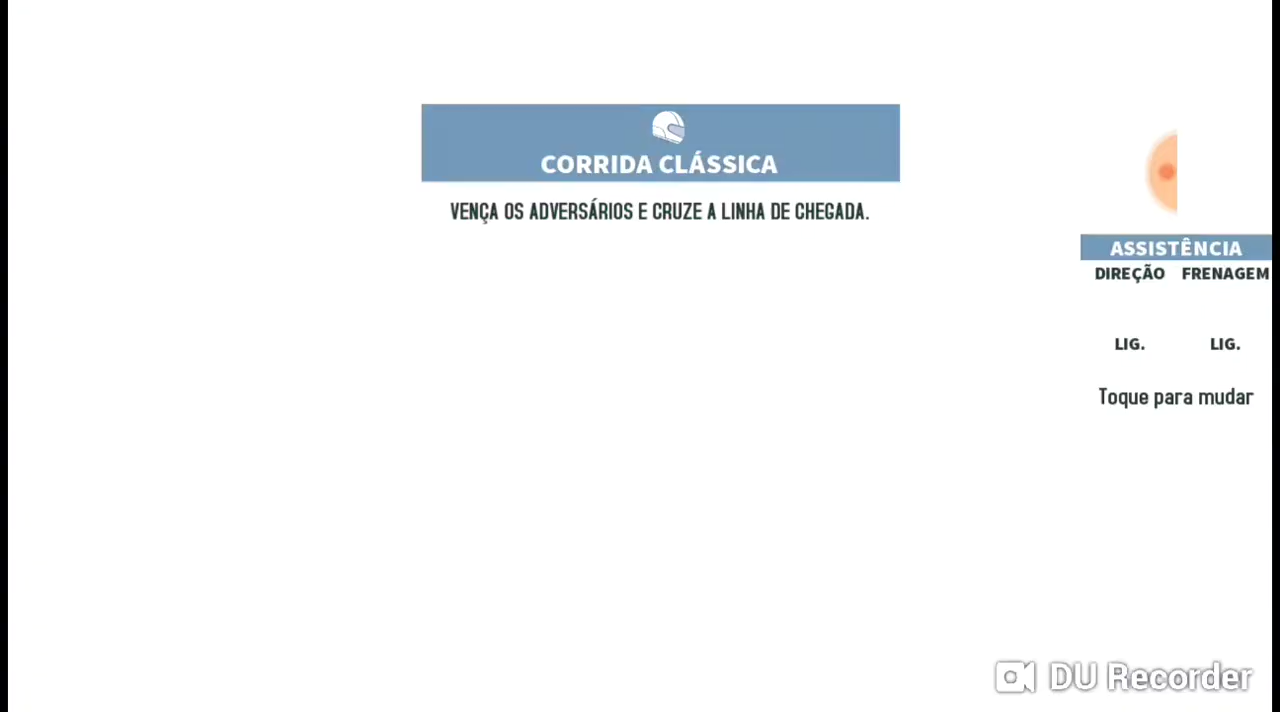 CORRIDA CLÁSSICA
VENÇA OS ADVERSÁRIOS E CRUZE A LINHA DE CHEGADA.
ASSISTÊNCIA
DIREÇÃO FRENAGEM
LIG. LIG.
Toque para mudar
DU Recorder